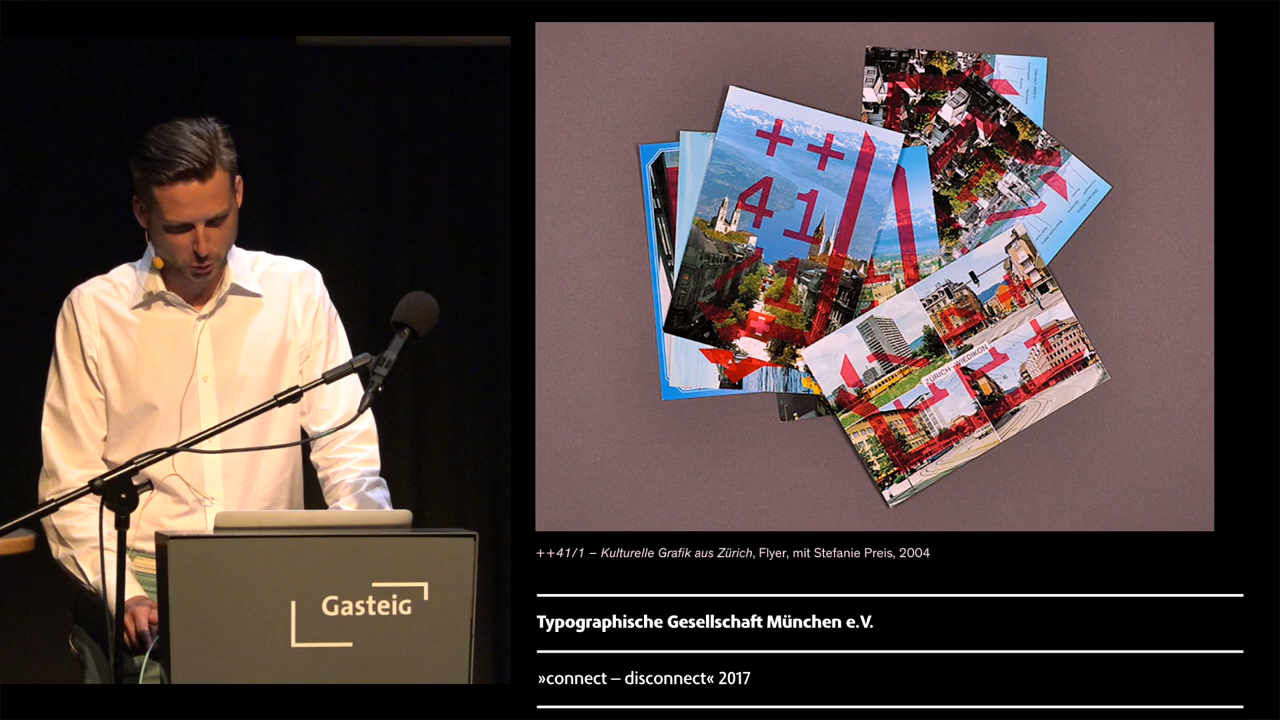 ++
41
/1
ZÜRICH-WIEDIKON
++41/1 – Kulturelle Grafik aus Zürich, Flyer, mit Stefanie Preis, 2004
Gasteig
Typographische Gesellschaft München e.V.
»connect – disconnect« 2017